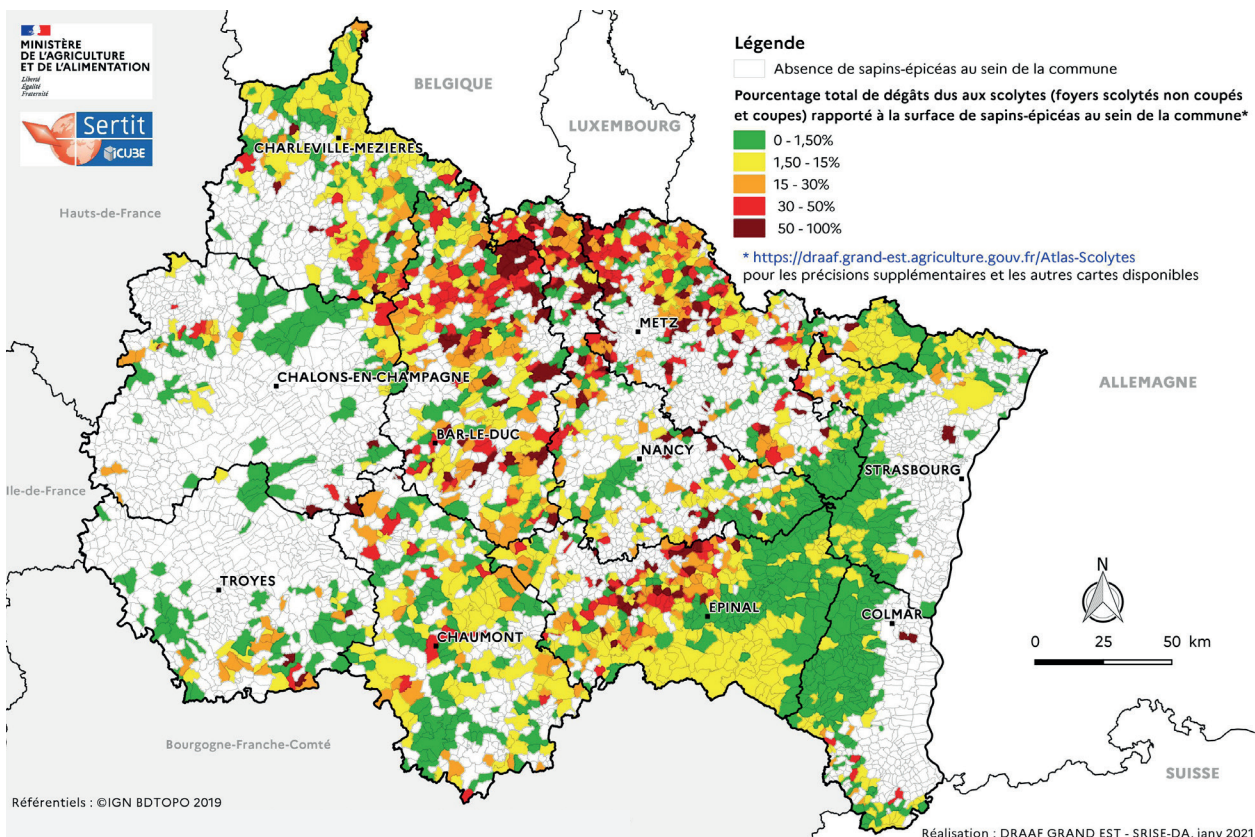 MINISTÈRE
DE L'AGRICULTURE
ET DE L'ALIMENTATION
Liberté
Égalité
Fraternité
Sertit
iCUBE
Légende
Absence de sapins-épicéas au sein de la commune
Pourcentage total de dégâts dus aux scolytes (foyers scolytés non coupés
et coupes) rapporté à la surface de sapins-épicéas au sein de la commune*
0 - 1,50%
1,50 - 15%
15 - 30%
30 - 50%
50 - 100%
* https://draaf.grand-est.agriculture.gouv.fr/Atlas-Scolytes
pour les précisions supplémentaires et les autres cartes disponibles
BELGIQUE
LUXEMBOURG
CHARLEVILLE-MEZIERES
Hauts-de-France
METZ
CHALONS-EN-CHAMPAGNE
ALLEMAGNE
BAR-LE-DUC
NANCY
STRASBOURG
Ile-de-France
TROYES
ÉPINAL
COLMAR
CHAUMONT
N
0 25 50 km
Bourgogne-Franche-Comté
SUISSE
Référentiels : ©IGN BDTOPO 2019
Réalisation : DRAAF GRAND EST - SRISE-DA, janv 2021